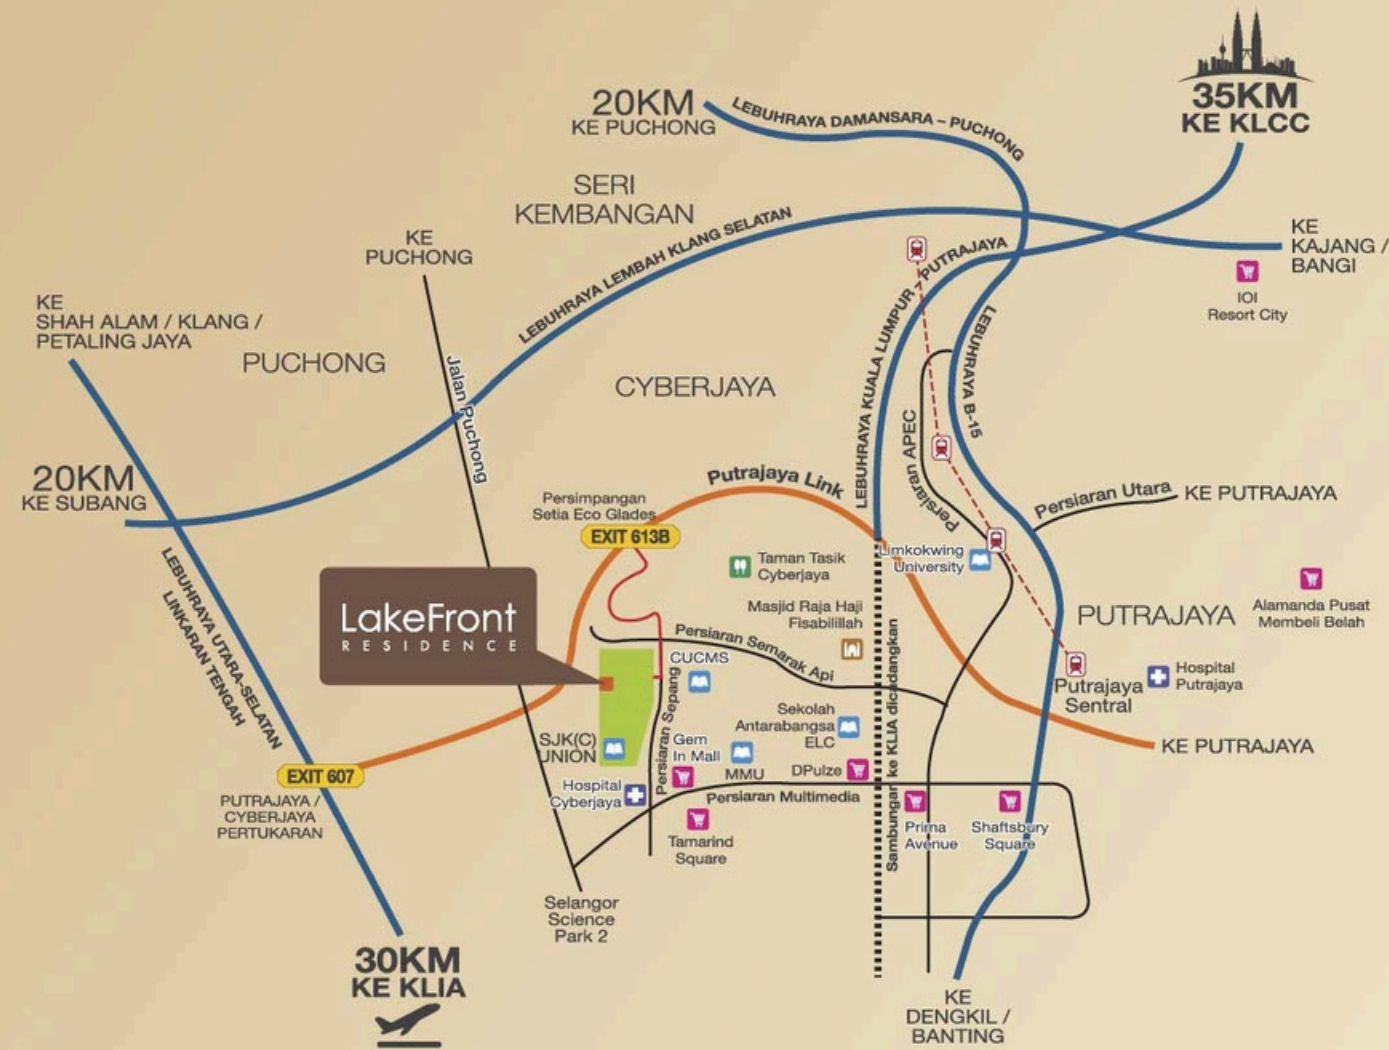 35KM
KE KLCC
20KM
KE PUCHONG
LEBUHRAYA DAMANSARA – PUCHONG
SERI
KEMBANGAN
LEBUHRAYA LEMBAH KLANG SELATAN
KE
PUCHONG
KE
KAJANG /
BANGI
IOI
Resort City
LEBUHRAYA KUALA LUMPUR - PUTRAJAYA
LEBUHRAYA B-15
KE
SHAH ALAM / KLANG /
PETALING JAYA
PUCHONG
Jalan Puchong
CYBERJAYA
Persiaran APEC
20KM
KE SUBANG
Putrajaya Link
Persiaran Utara
KE PUTRAJAYA
Persimpangan
Setia Eco Glades
EXIT 613B
Taman Tasik
Cyberjaya
Limkokwing
University
LEBUHRAYA UTARA-SELATAN
LINKARAN TENGAH
LakeFront
RESIDENCE
Masjid Raja Haji
Fisabilillah
PUTRAJAYA
Alamanda Pusat
Membeli Belah
Persiaran Semarak Api
CUCMS
Persiaran Sepang
Hospital
Putrajaya
Putrajaya
Sentral
Sekolah
Antarabangsa
ELC
SJK(C)
UNION
Gem
In Mall
MMU
DPulze
KE PUTRAJAYA
EXIT 607
PUTRAJAYA /
CYBERJAYA
PERTUKARAN
Hospital
Cyberjaya
Persiaran Multimedia
Sambungan ke KLIA dicadangkan
Tamarind
Square
Prima
Avenue
Shaftsbury
Square
Selangor
Science
Park 2
30KM
KE KLIA
KE
DENGKIL /
BANTING